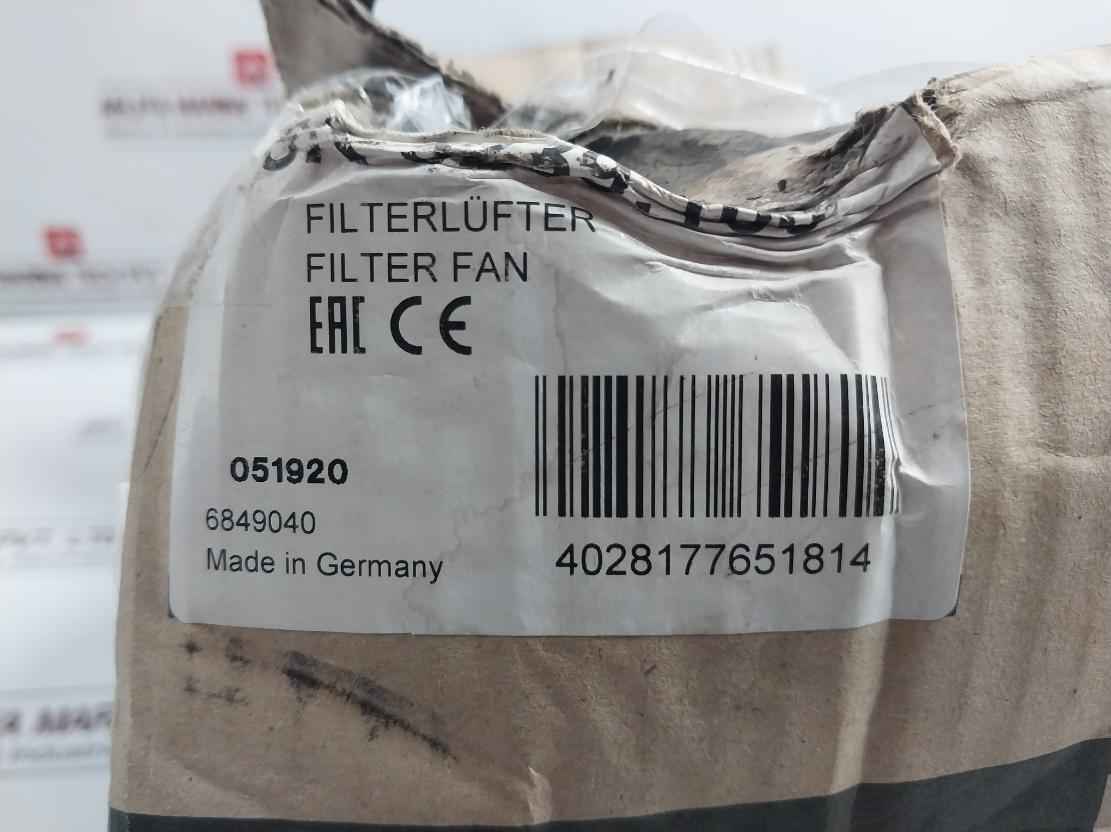 FILTERLÜFTER
FILTER FAN
EAC CE
051920
6849040
Made in Germany
4028177651814